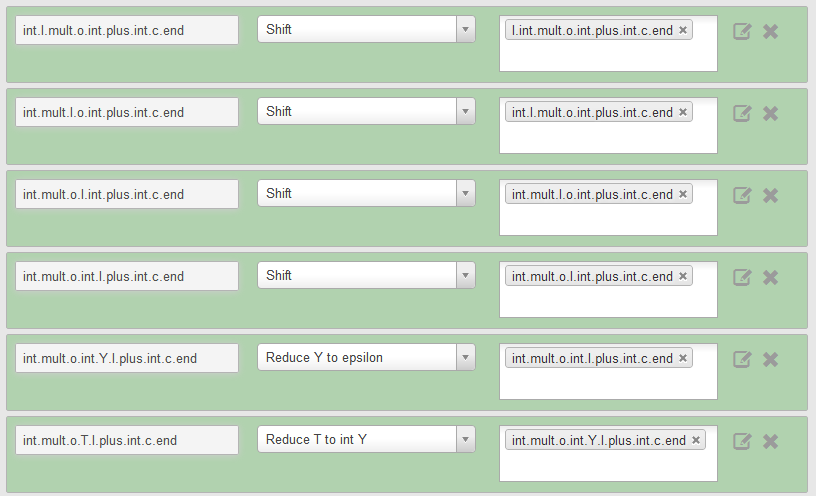 int.l.mult.o.int.plus.int.c.end Shift l.int.mult.o.int.plus.int.c.end
int.mult.l.o.int.plus.int.c.end Shift int.l.mult.o.int.plus.int.c.end
int.mult.o.l.int.plus.int.c.end Shift int.mult.l.o.int.plus.int.c.end
int.mult.o.int.l.plus.int.c.end Shift int.mult.o.l.int.plus.int.c.end
int.mult.o.int.Y.l.plus.int.c.end Reduce Y to epsilon int.mult.o.int.l.plus.int.c.end
int.mult.o.T.l.plus.int.c.end Reduce T to int Y int.mult.o.int.Y.l.plus.int.c.end